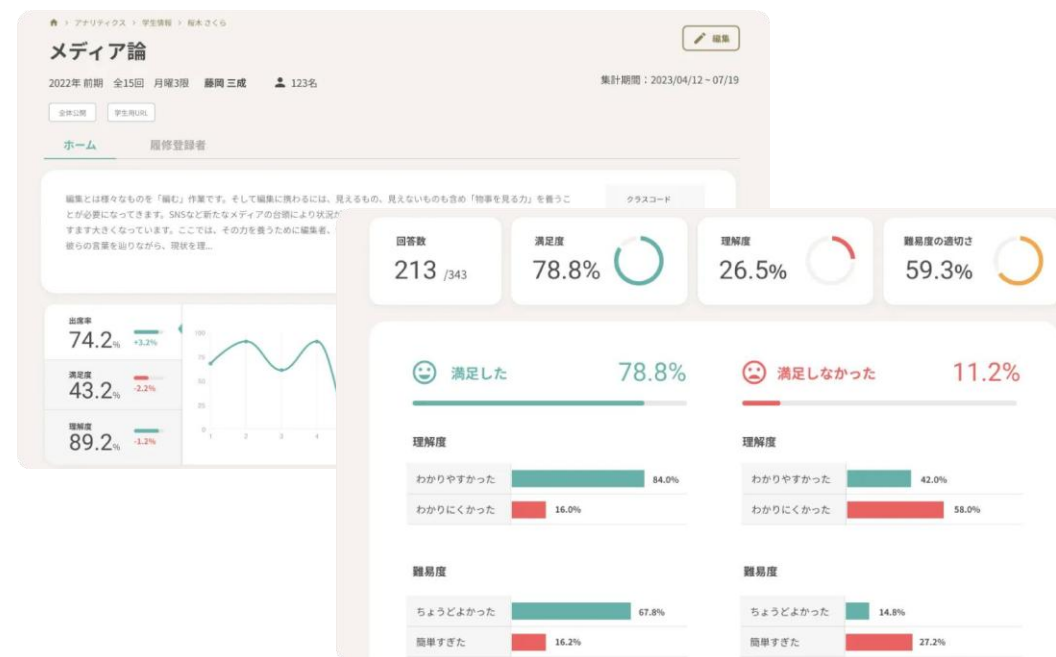 アナリティクス > 学生情報 > 桜木さくら
メディア論
編集
2022年 前期 全15回 月曜3限 藤岡 三成 123名
集計期間：2023/04/12 ~ 07/19
全体公開 学生用URL
ホーム 履修登録者
編集とは様々なものを「編む」作業です。そして編集に携わるには、見えるもの、見えないものも含め「物事を見る力」を養うこ
とが必要になってきます。SNSなど新たなメディアの台頭により状況が
すます大きくなっています。ここでは、その力を養うために編集者、
彼らの言葉を辿りながら、現状を理...
クラスコード
出席率
74.2% +3.2%
満足度
43.2% -2.2%
理解度
89.2% -1.2%
100
75
50
25
0
1 2 3 4
回答数
213 /343
満足度
78.8%
理解度
26.5%
難易度の適切さ
59.3%
満足した 78.8%
理解度
わかりやすかった 84.0%
わかりにくかった 16.0%
難易度
ちょうどよかった 67.8%
簡単すぎた 16.2%
満足しなかった 11.2%
理解度
わかりやすかった 42.0%
わかりにくかった 58.0%
難易度
ちょうどよかった 14.8%
簡単すぎた 27.2%